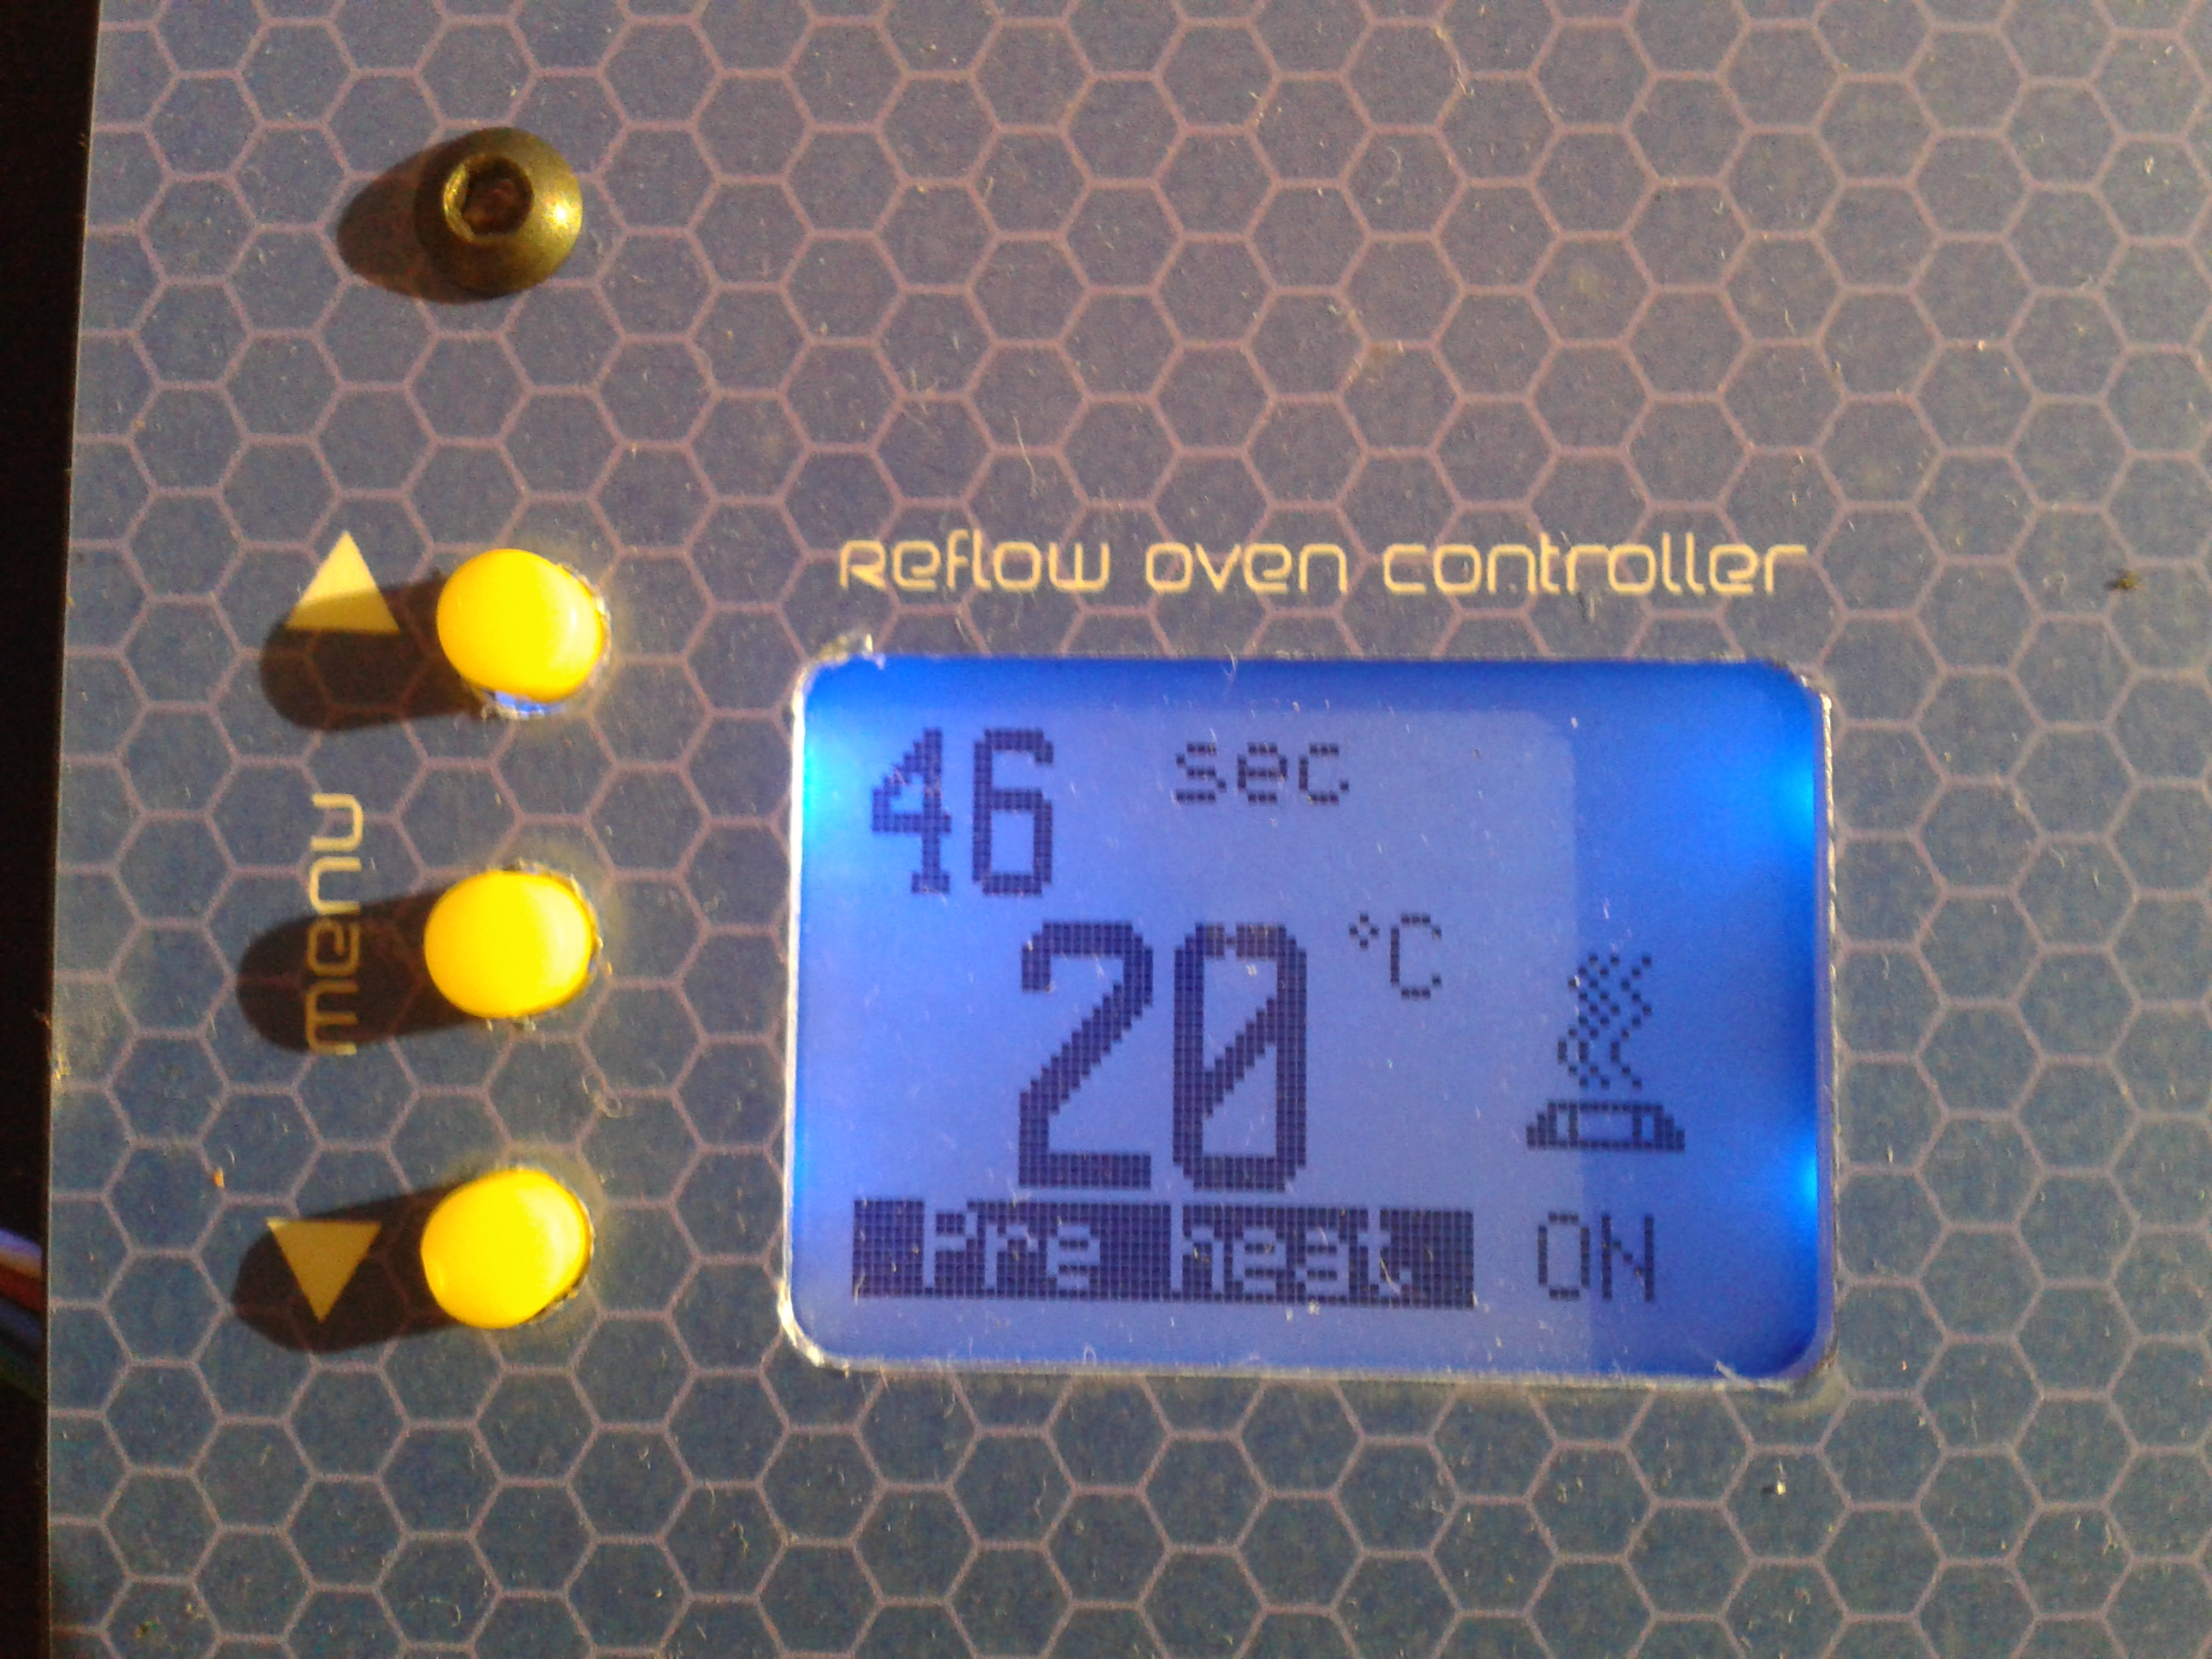 Reflow oven controller
menu
46 sec
20 °C
Pre heat
ON